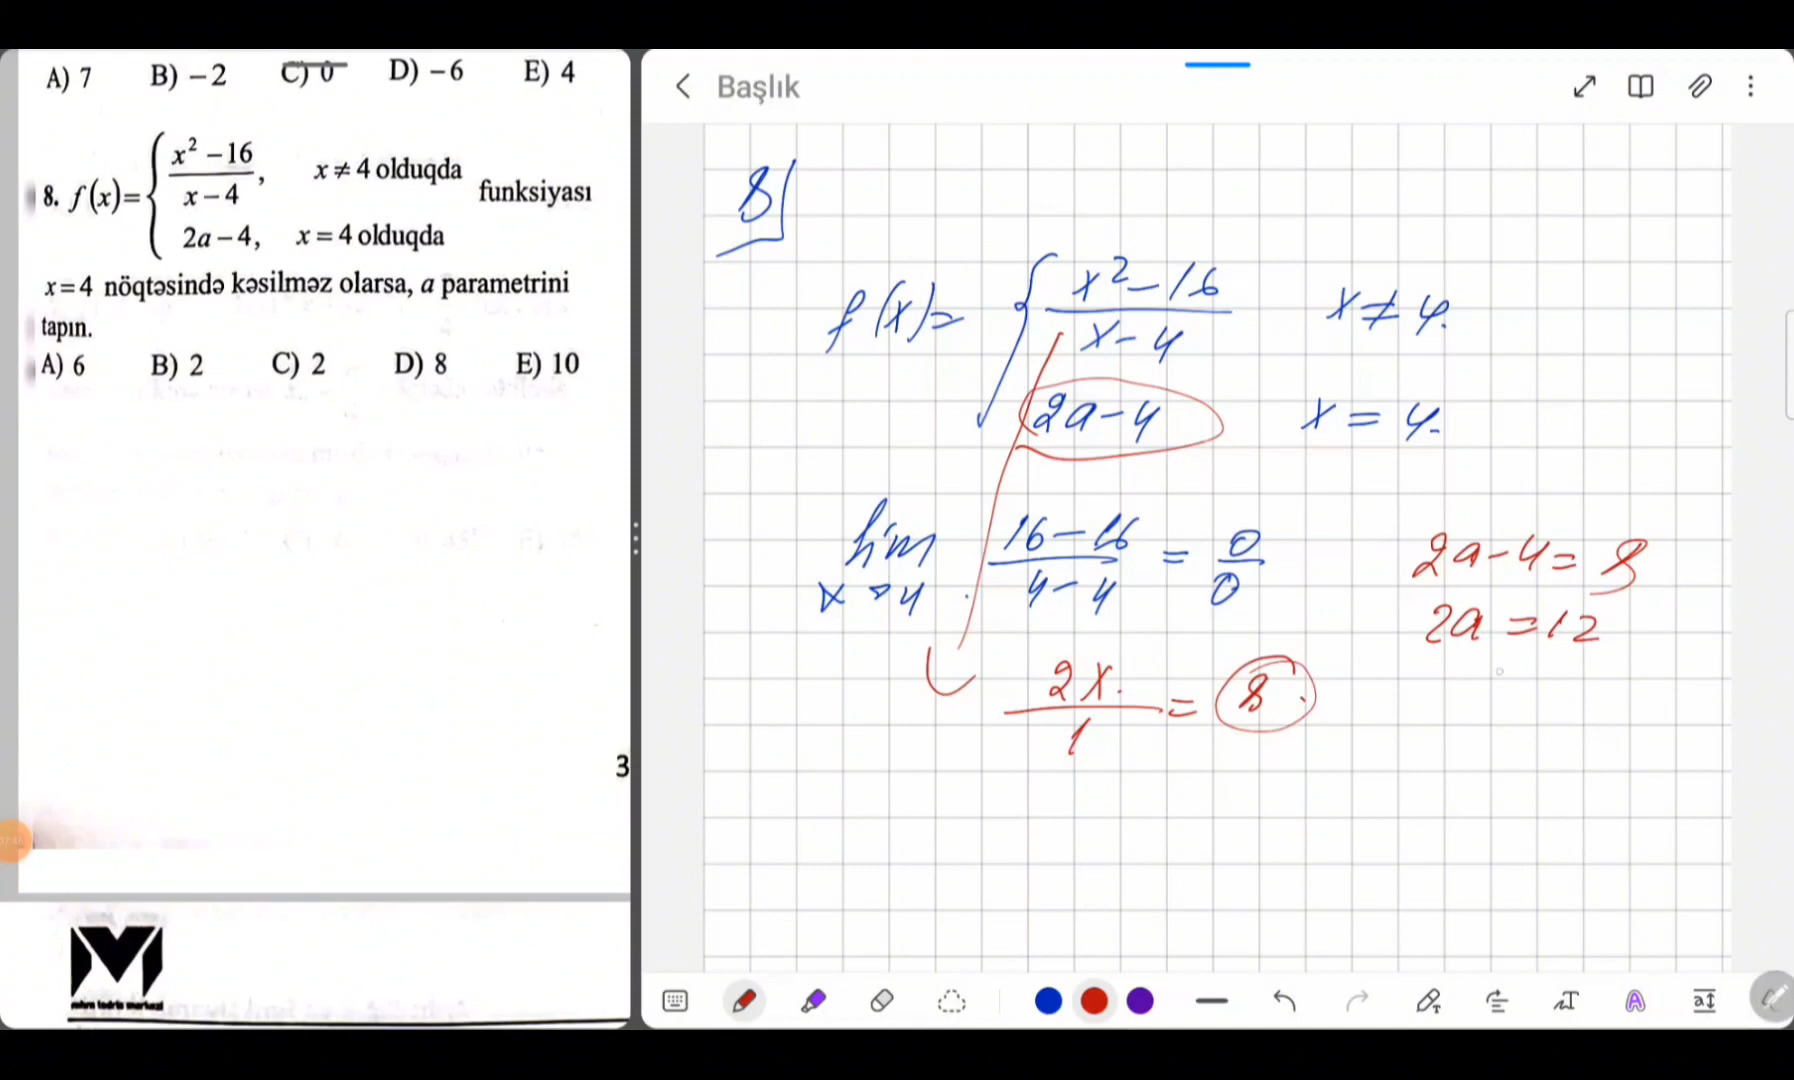 A) 7 B) – 2 C) 0 D) – 6 E) 4
8. f(x)= { x² – 16 / x – 4, x ≠ 4 olduqda
2a – 4, x = 4 olduqda funksiyası
x = 4 nöqtəsində kəsilməz olarsa, a parametrini
tapın.
A) 6 B) 2 C) 2 D) 8 E) 10
3
Başlık
8
f(x)= { x² – 16 / x – 4 x ≠ 4.
2a – 4 x = 4.
lim x→4 16 – 16 / 4 – 4 = 0 / 0
2x. / 1 = 8.
2a – 4 = 8
2a = 12